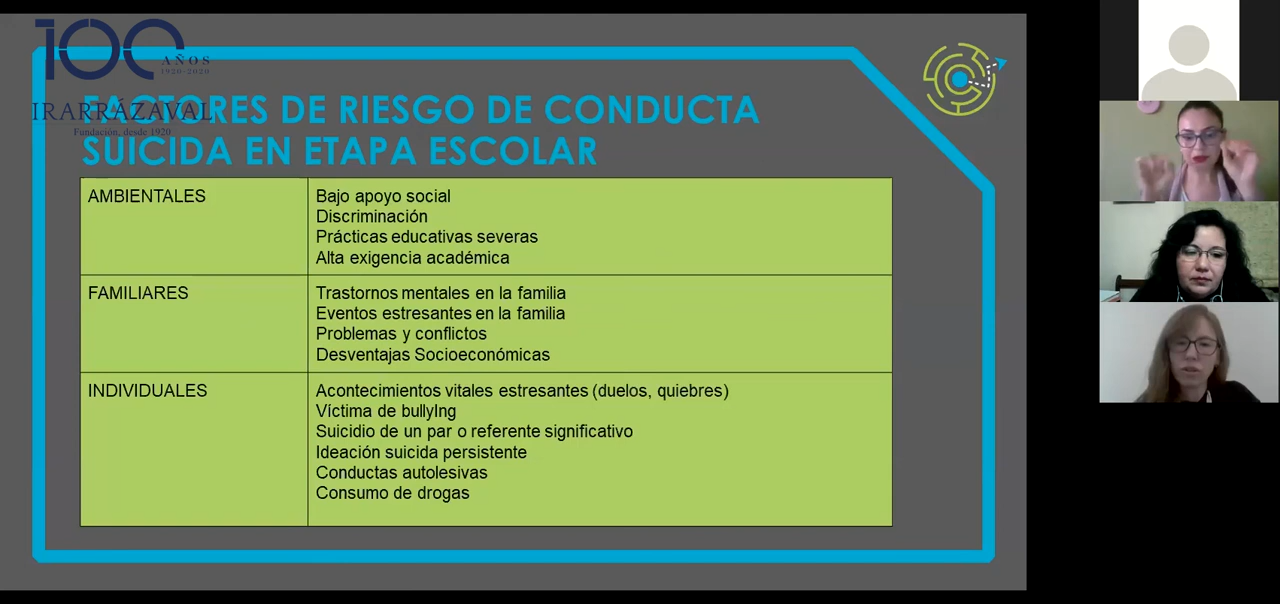 100
AÑOS
1920-2020
IRARRÁZAVAL
Fundación, desde 1920
FACTORES DE RIESGO DE CONDUCTA
SUICIDA EN ETAPA ESCOLAR
AMBIENTALES
Bajo apoyo social
Discriminación
Prácticas educativas severas
Alta exigencia académica
FAMILIARES
Trastornos mentales en la familia
Eventos estresantes en la familia
Problemas y conflictos
Desventajas Socioeconómicas
INDIVIDUALES
Acontecimientos vitales estresantes (duelos, quiebres)
Víctima de bullyIng
Suicidio de un par o referente significativo
Ideación suicida persistente
Conductas autolesivas
Consumo de drogas